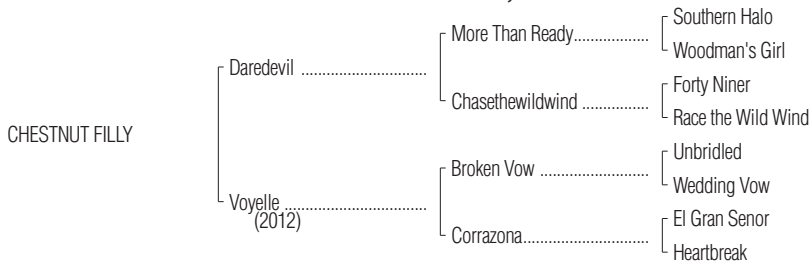 Southern Halo
More Than Ready..................
Woodman's Girl
Daredevil ..............................
Forty Niner
Chasethewildwind ................
Race the Wild Wind
CHESTNUT FILLY
Unbridled
Broken Vow ..........................
Wedding Vow
Voyelle ..................................
(2012)
El Gran Senor
Corrazona..............................
Heartbreak